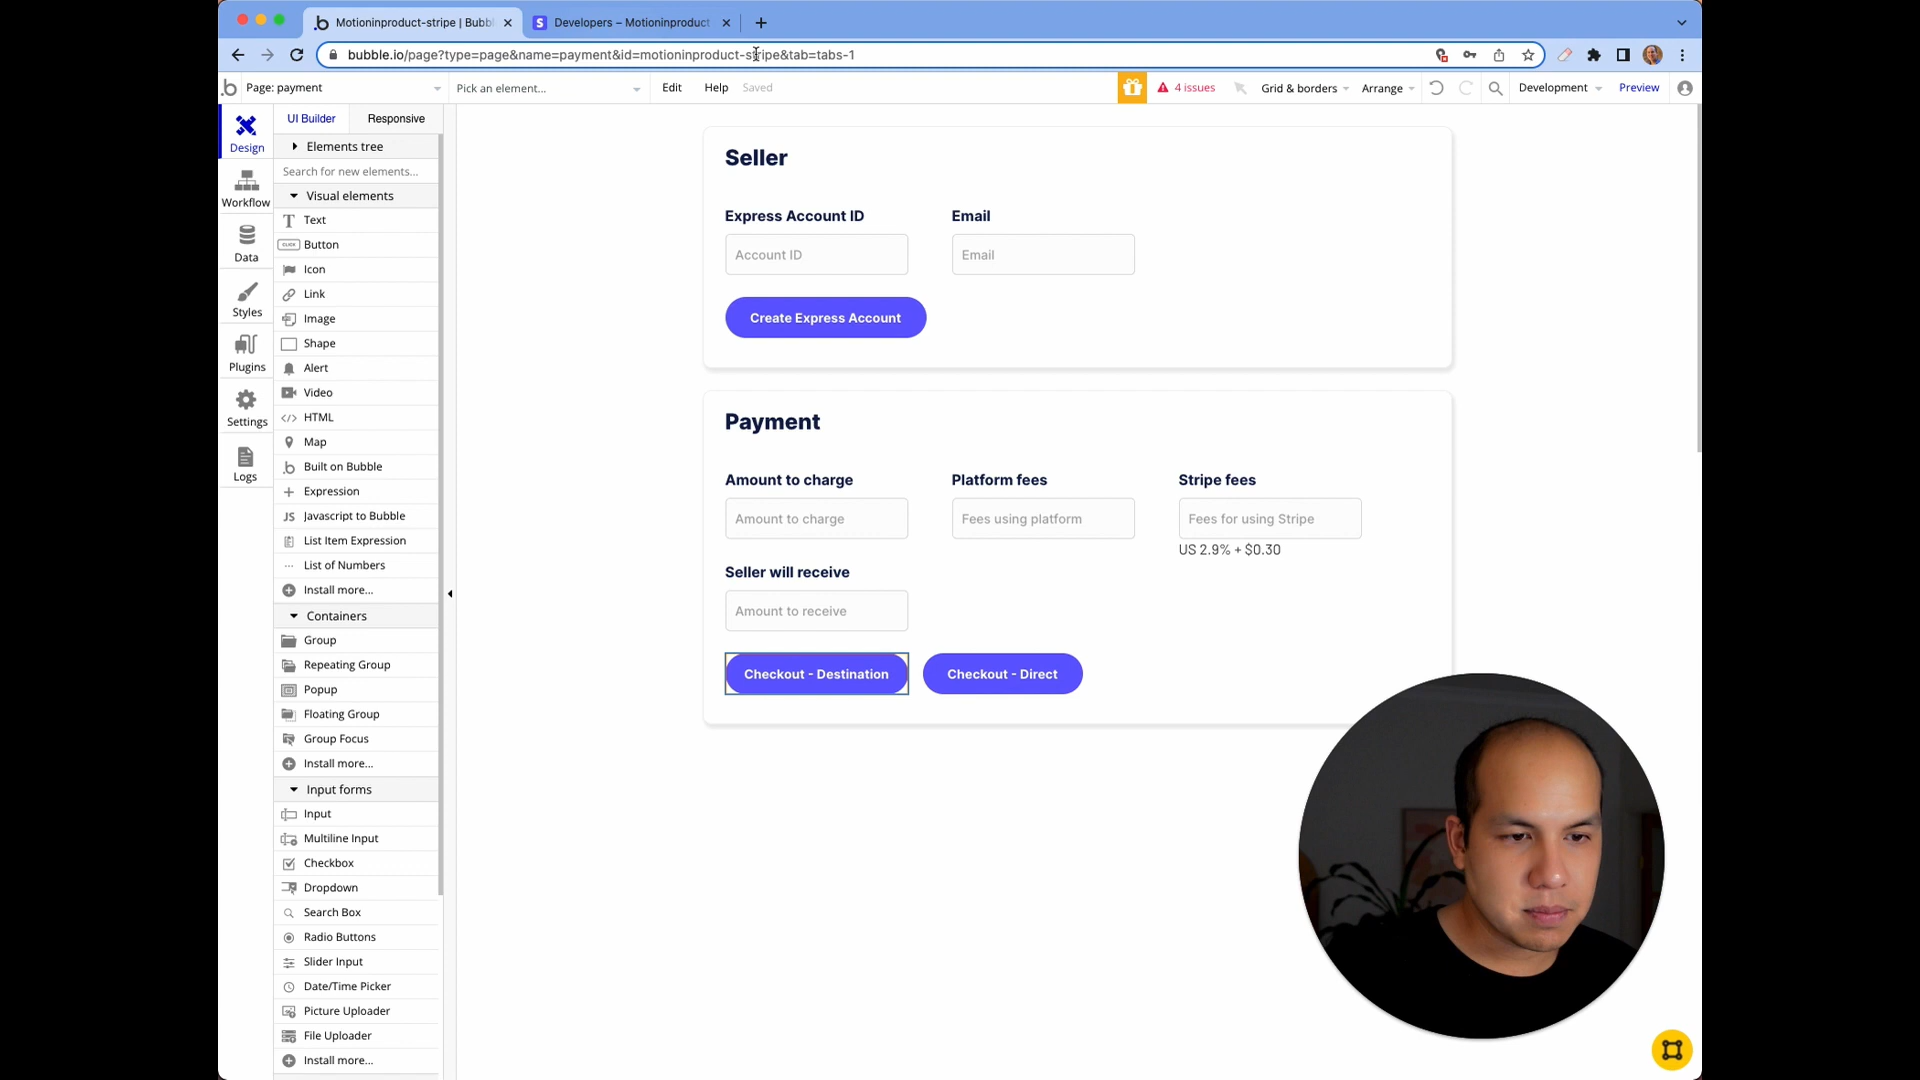 Motioninproduct-stripe | Bubbl
Developers – Motioninproduct
bubble.io/page?type=page&name=payment&id=motioninproduct-stripe&tab=tabs-1
Page: payment
Pick an element...
Edit
Help
Saved
4 issues
Grid & borders
Arrange
Development
Preview
Design
Workflow
Data
Styles
Plugins
Settings
Logs
UI Builder
Responsive
Elements tree
Search for new elements...
Visual elements
Text
CLICK
Button
Icon
Link
Image
Shape
Alert
Video
HTML
Map
Built on Bubble
Expression
JS Javascript to Bubble
List Item Expression
List of Numbers
Install more...
Containers
Group
Repeating Group
Popup
Floating Group
Group Focus
Install more...
Input forms
Input
Multiline Input
Checkbox
Dropdown
Search Box
Radio Buttons
Slider Input
Date/Time Picker
Picture Uploader
File Uploader
Install more...
Seller
Express Account ID
Email
Account ID
Email
Create Express Account
Payment
Amount to charge
Platform fees
Stripe fees
Amount to charge
Fees using platform
Fees for using Stripe
US 2.9% + $0.30
Seller will receive
Amount to receive
Checkout - Destination
Checkout - Direct